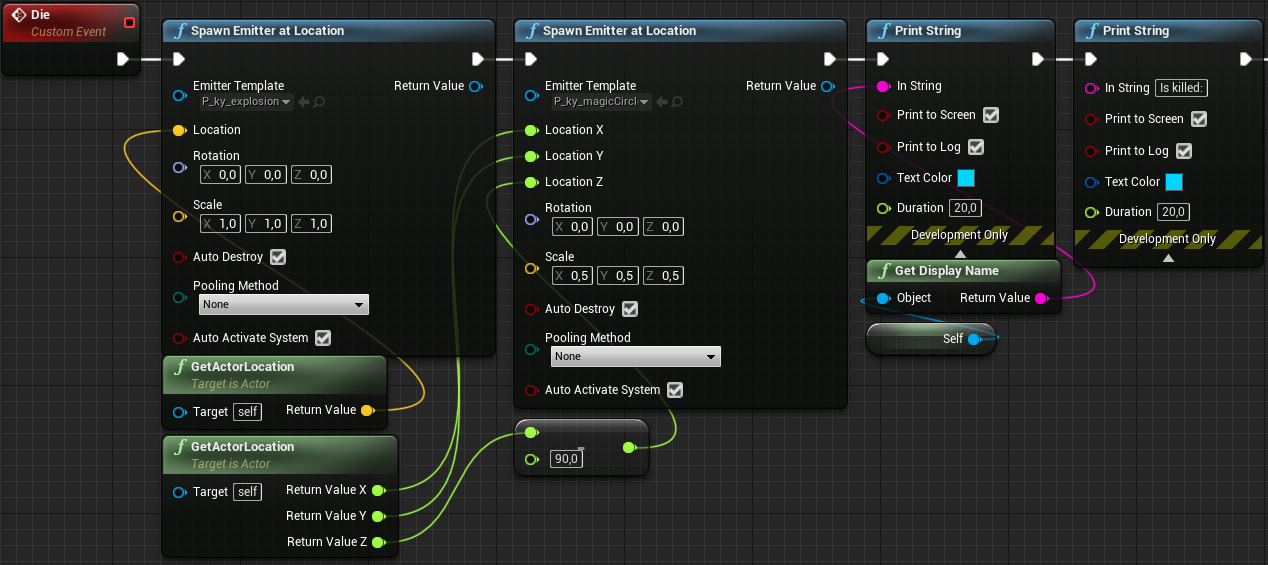 Die
Custom Event
f Spawn Emitter at Location
Emitter Template
P_ky_explosion
Return Value
Location
Rotation
X 0,0 Y 0,0 Z 0,0
Scale
X 1,0 Y 1,0 Z 1,0
Auto Destroy
Pooling Method
None
Auto Activate System
f GetActorLocation
Target is Actor
Target self Return Value
f GetActorLocation
Target is Actor
Target self
Return Value X
Return Value Y
Return Value Z
f Spawn Emitter at Location
Emitter Template
P_ky_magicCircl
Return Value
Location X
Location Y
Location Z
Rotation
X 0,0 Y 0,0 Z 0,0
Scale
X 0,5 Y 0,5 Z 0,5
Auto Destroy
Pooling Method
None
Auto Activate System
-
90,0
f Print String
In String
Print to Screen
Print to Log
Text Color
Duration 20,0
Development Only
f Get Display Name
Object Return Value
Self
f Print String
In String Is killed:
Print to Screen
Print to Log
Text Color
Duration 20,0
Development Only